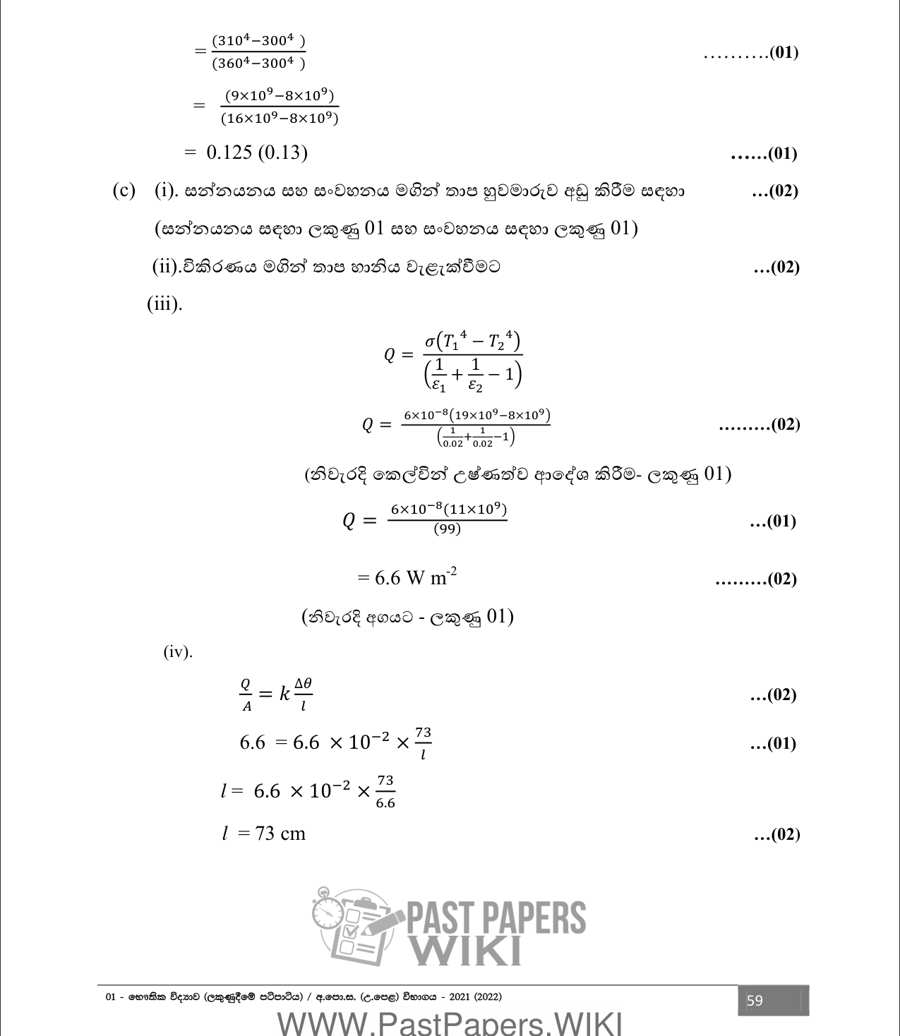 = (310⁴−300⁴ ) / (360⁴−300⁴ ) ……….(01)
= (9×10⁹−8×10⁹) / (16×10⁹−8×10⁹)
= 0.125 (0.13) ……(01)
(c) (i). සන්නයනය සහ සංවහනය මගින් තාප හුවමාරුව අඩු කිරීම සඳහා …(02)
(සන්නයනය සඳහා ලකුණු 01 සහ සංවහනය සඳහා ලකුණු 01)
(ii).විකිරණය මගින් තාප හානිය වැළැක්වීමට …(02)
(iii).
Q = σ(T₁⁴ − T₂⁴) / (1/ε₁ + 1/ε₂ − 1)
Q = 6×10⁻⁸(19×10⁹−8×10⁹) / (1/0.02 + 1/0.02 −1) ………(02)
(නිවැරදි කෙල්වින් උෂ්ණත්ව ආදේශ කිරීම- ලකුණු 01)
Q = 6×10⁻⁸(11×10⁹) / (99) …(01)
= 6.6 W m⁻² ………(02)
(නිවැරදි අගයට - ලකුණු 01)
(iv).
Q/A = k Δθ/l …(02)
6.6 = 6.6 × 10⁻² × 73/l …(01)
l = 6.6 × 10⁻² × 73/6.6
l = 73 cm …(02)
PAST PAPERS
WIKI
01 - භෞතික විද්‍යාව (ලකුණුදීමේ පටිපාටිය) / අ.පො.ස. (උ.පෙළ) විභාගය - 2021 (2022) 59
WWW.PastPapers.WIKI